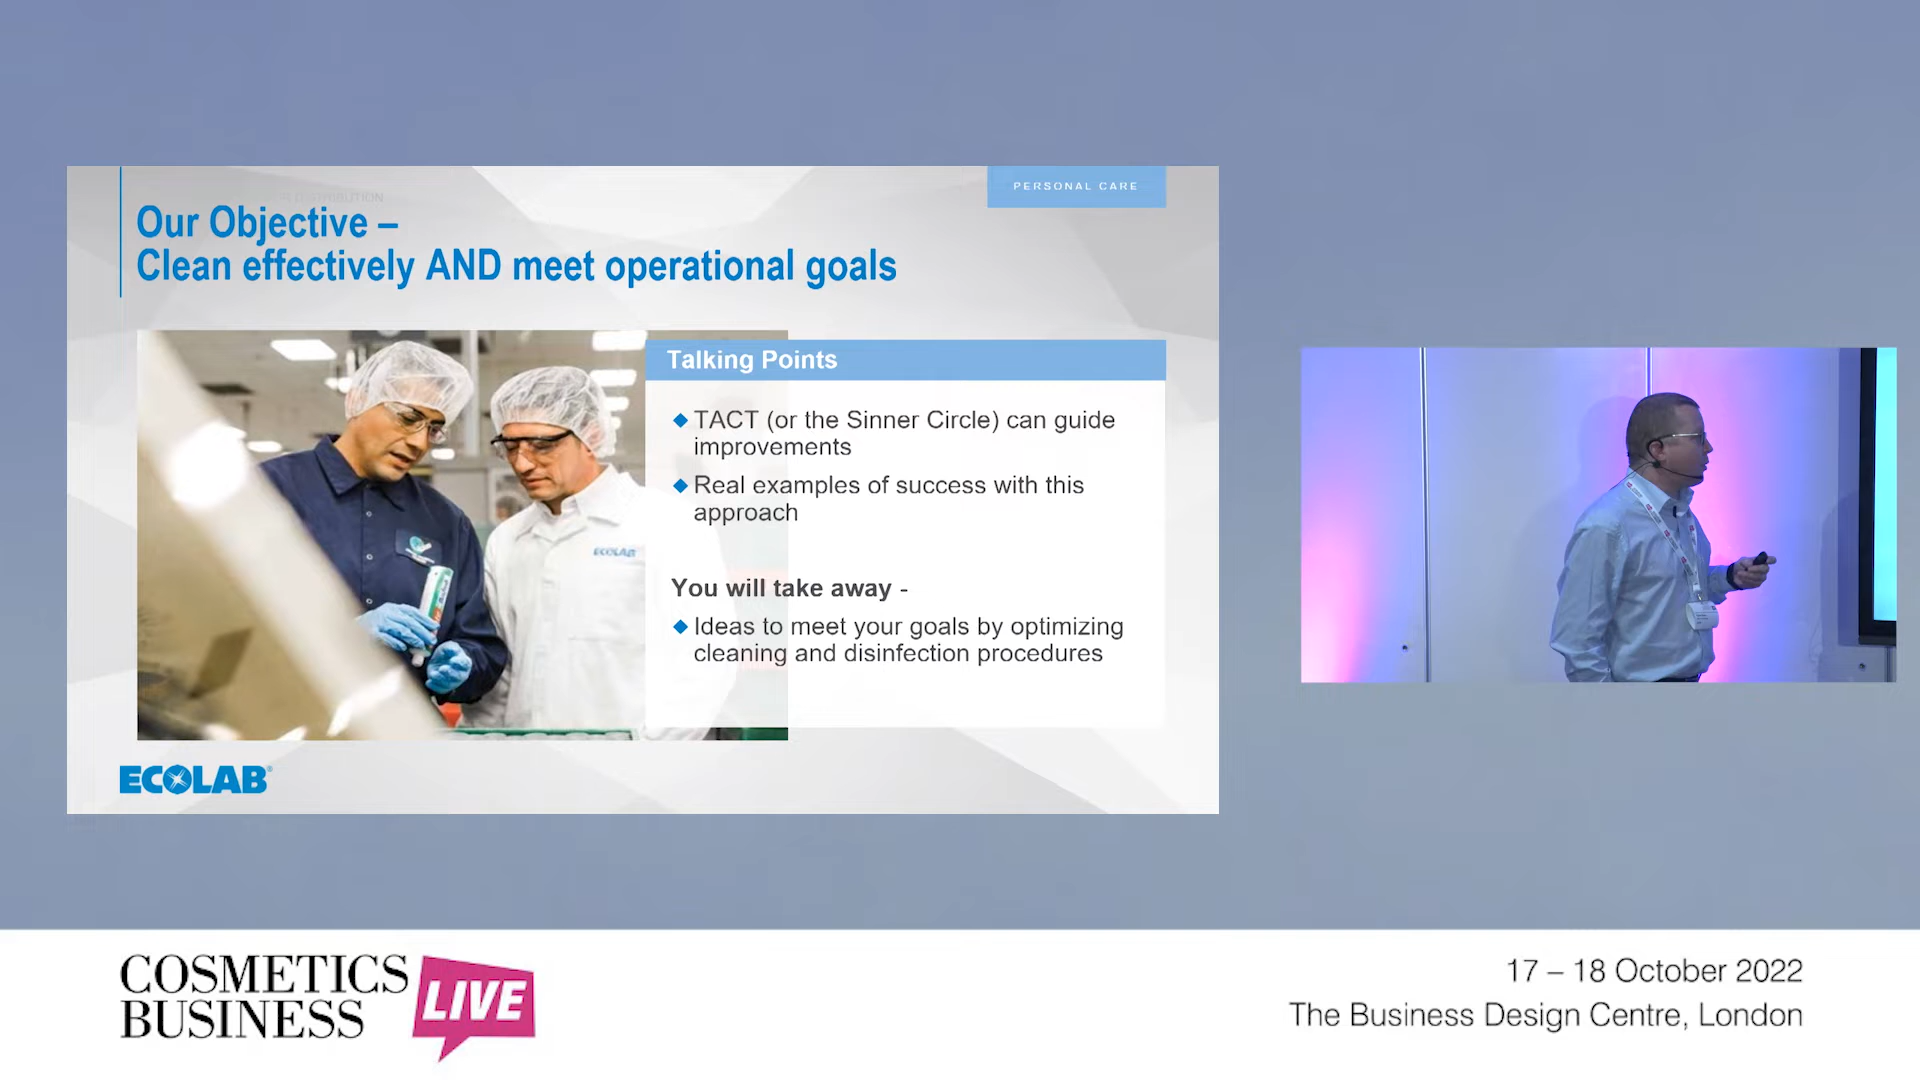 PERSONAL CARE
Our Objective –
Clean effectively AND meet operational goals
Talking Points
TACT (or the Sinner Circle) can guide
improvements
Real examples of success with this
approach
ECOLAB
You will take away -
Ideas to meet your goals by optimizing
cleaning and disinfection procedures
ECOLAB®
COSMETICS
BUSINESS
LIVE
17 – 18 October 2022
The Business Design Centre, London